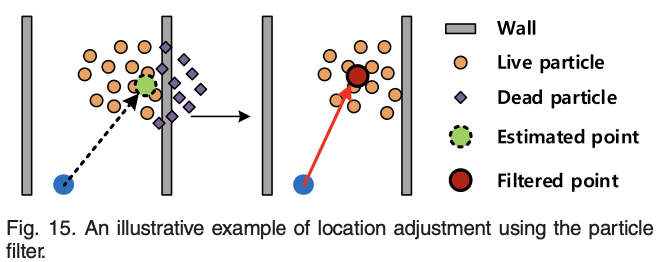 Wall
Live particle
Dead particle
Estimated point
Filtered point
Fig. 15. An illustrative example of location adjustment using the particle
filter.